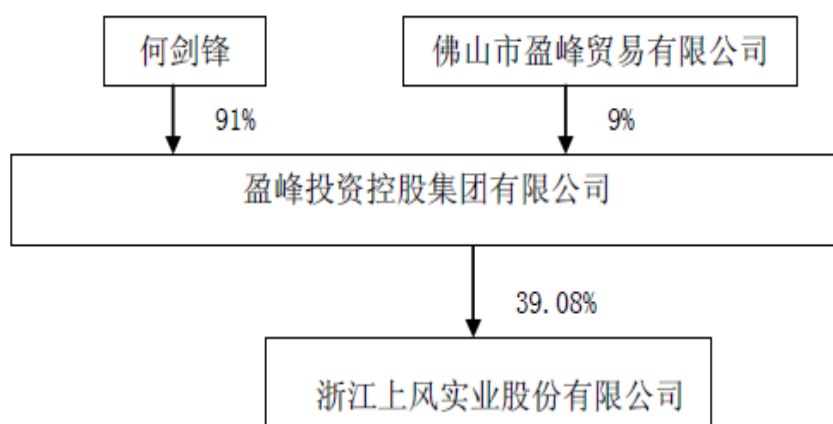 何剑锋
佛山市盈峰贸易有限公司
91%
9%
盈峰投资控股集团有限公司
39.08%
浙江上风实业股份有限公司